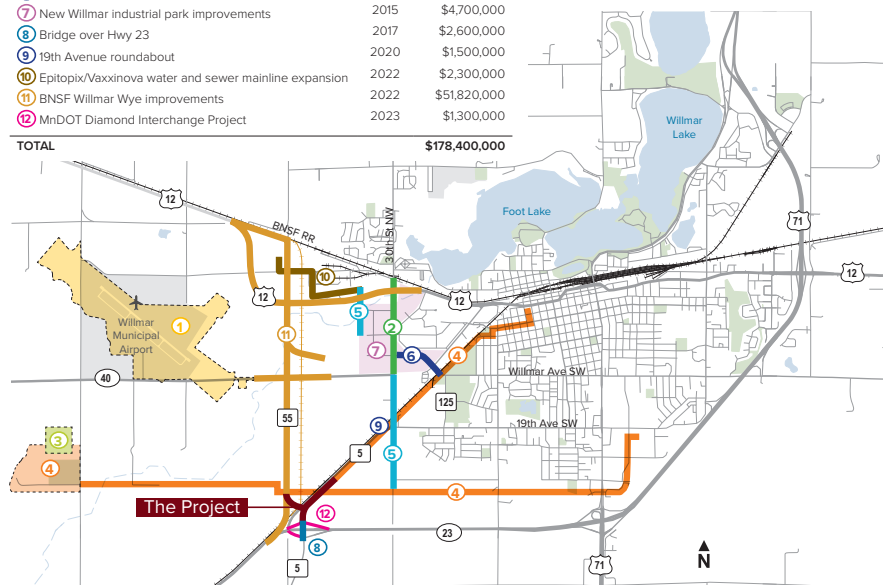 7 New Willmar industrial park improvements 2015 $4,700,000
8 Bridge over Hwy 23 2017 $2,600,000
9 19th Avenue roundabout 2020 $1,500,000
10 Epitopix/Vaxxinova water and sewer mainline expansion 2022 $2,300,000
11 BNSF Willmar Wye improvements 2022 $51,820,000
12 MnDOT Diamond Interchange Project 2023 $1,300,000
TOTAL $178,400,000
Willmar
Lake
12
Foot Lake
71
30th St NW
BNSF RR
12
10
12
12
5
1
Willmar
Municipal
Airport
2
11
7
6
4
Willmar Ave SW
40
125
55
19th Ave SW
9
3
5
5
4
4
The Project
12
23
8
N
5
71